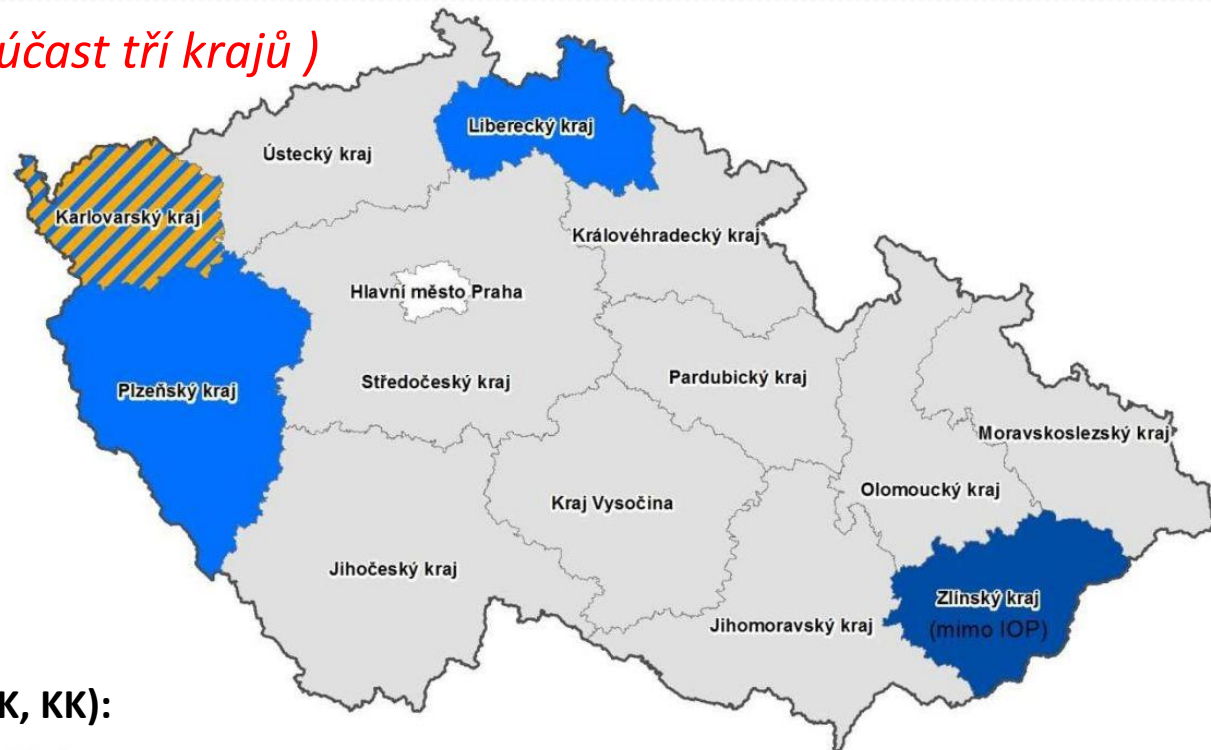 účast tří krajů )
Liberecký kraj
Ústecký kraj
Karlovarský kraj
Královéhradecký kraj
Hlavní město Praha
Středočeský kraj
Pardubický kraj
Plzeňský kraj
Moravskoslezský kraj
Olomoucký kraj
Kraj Vysočina
Jihočeský kraj
Zlínský kraj
(mimo IOP)
Jihomoravský kraj
K, KK):